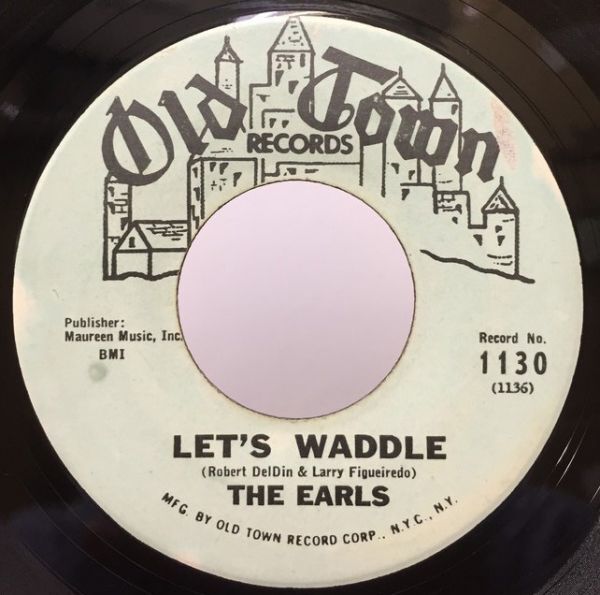 Old Town
RECORDS
Publisher:
Maureen Music, Inc.
BMI
Record No.
1130
(1136)
LET'S WADDLE
(Robert DelDin & Larry Figueiredo)
THE EARLS
MFG. BY OLD TOWN RECORD CORP., N.Y.C., N.Y.